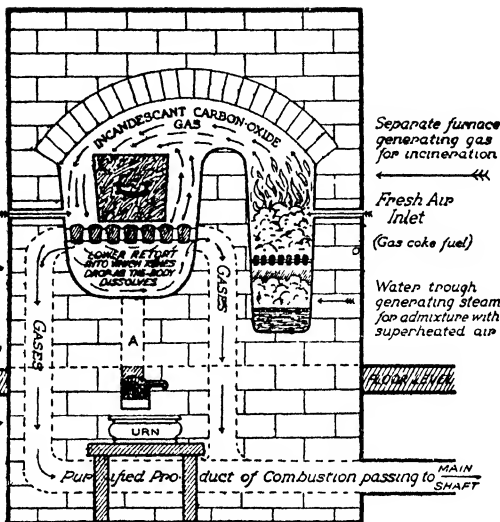 INCANDESCANT CARBON-OXIDE
GAS
Separate furnace
generating gas
for incineration
Fresh Air
Inlet
(Gas coke fuel)
LOWER RETORT
INTO WHICH ASHES
DROP AS THE BODY
DISSOLVES
GASES
GASES
Water trough
generating steam
for admixture with
superheated air
A
FLOOR LEVEL
URN
Purified Product of Combustion passing to MAIN
SHAFT